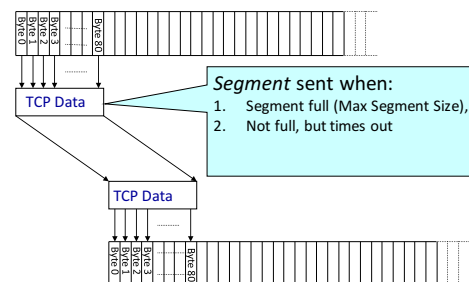 Byte 0
Byte 1
Byte 2
Byte 3
Byte 80
Segment sent when:
1. Segment full (Max Segment Size),
2. Not full, but times out
TCP Data
TCP Data
Byte 0
Byte 1
Byte 2
Byte 3
Byte 80